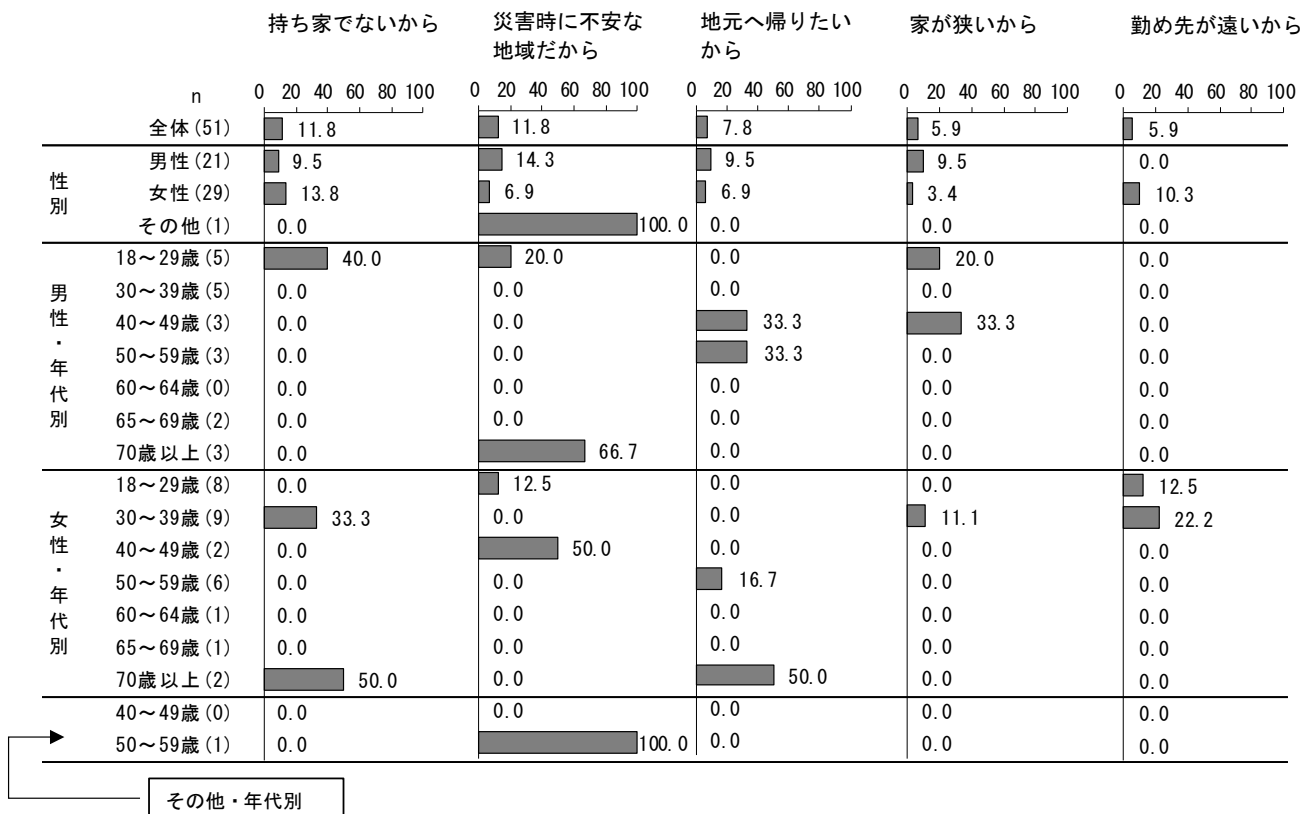 持ち家でないから 災害時に不安な 地元へ帰りたい 家が狭いから 勤め先が遠いから
地域だから から
n 0 20 40 60 80 100 0 20 40 60 80 100 0 20 40 60 80 100 0 20 40 60 80 100 0 20 40 60 80 100
全体(51) 11.8 11.8 7.8 5.9 5.9
性別
男性(21) 9.5 14.3 9.5 9.5 0.0
女性(29) 13.8 6.9 6.9 3.4 10.3
その他(1) 0.0 100.0 0.0 0.0 0.0
男性・年代別
18～29歳(5) 40.0 20.0 0.0 20.0 0.0
30～39歳(5) 0.0 0.0 0.0 0.0 0.0
40～49歳(3) 0.0 0.0 33.3 33.3 0.0
50～59歳(3) 0.0 0.0 33.3 0.0 0.0
60～64歳(0) 0.0 0.0 0.0 0.0 0.0
65～69歳(2) 0.0 0.0 0.0 0.0 0.0
70歳以上(3) 0.0 66.7 0.0 0.0 0.0
女性・年代別
18～29歳(8) 0.0 12.5 0.0 0.0 12.5
30～39歳(9) 33.3 0.0 0.0 11.1 22.2
40～49歳(2) 0.0 50.0 0.0 0.0 0.0
50～59歳(6) 0.0 0.0 16.7 0.0 0.0
60～64歳(1) 0.0 0.0 0.0 0.0 0.0
65～69歳(1) 0.0 0.0 0.0 0.0 0.0
70歳以上(2) 50.0 0.0 50.0 0.0 0.0
40～49歳(0) 0.0 0.0 0.0 0.0 0.0
50～59歳(1) 0.0 100.0 0.0 0.0 0.0
その他・年代別